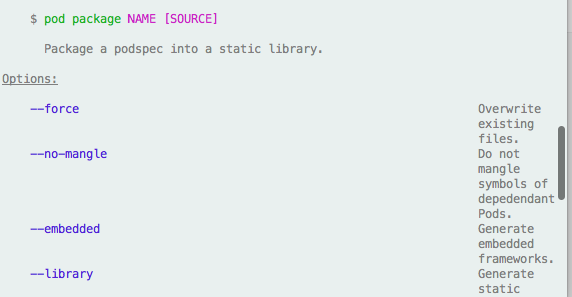 $ pod package NAME [SOURCE]
Package a podspec into a static library.
Options:
--force Overwrite
existing
files.
--no-mangle Do not
mangle
symbols of
depedendant
Pods.
--embedded Generate
embedded
frameworks.
--library Generate
static